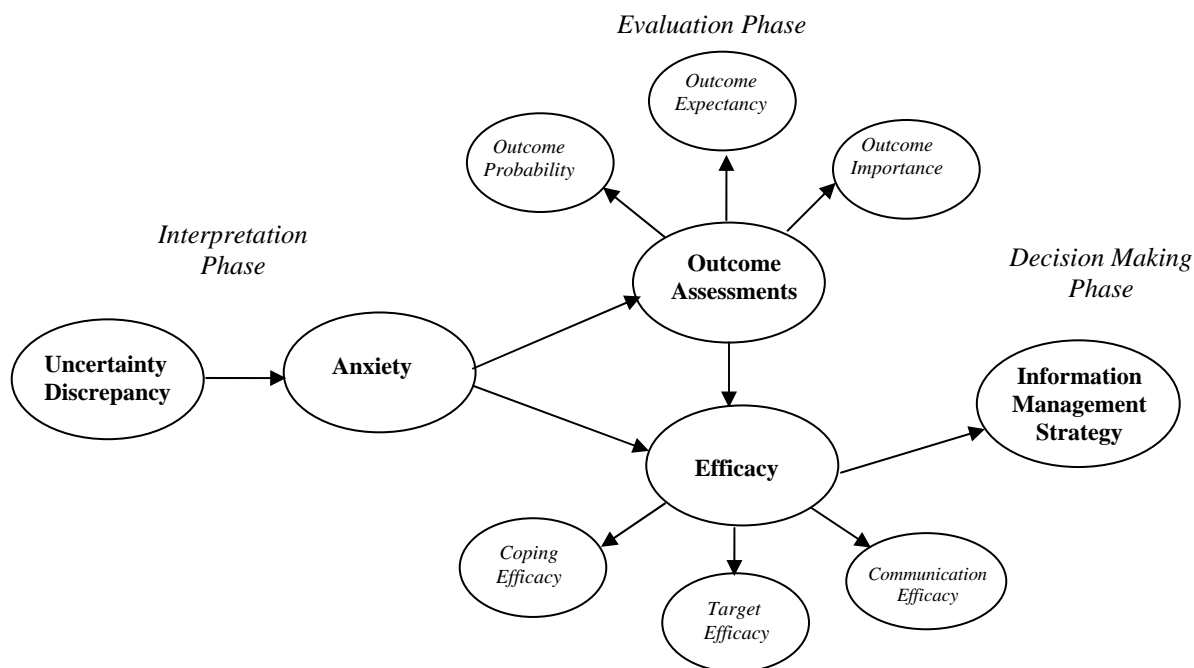 Evaluation Phase
Outcome
Expectancy
Outcome
Probability
Outcome
Importance
Interpretation
Phase
Outcome
Assessments
Decision Making
Phase
Uncertainty
Discrepancy
Anxiety
Information
Management
Strategy
Efficacy
Coping
Efficacy
Target
Efficacy
Communication
Efficacy